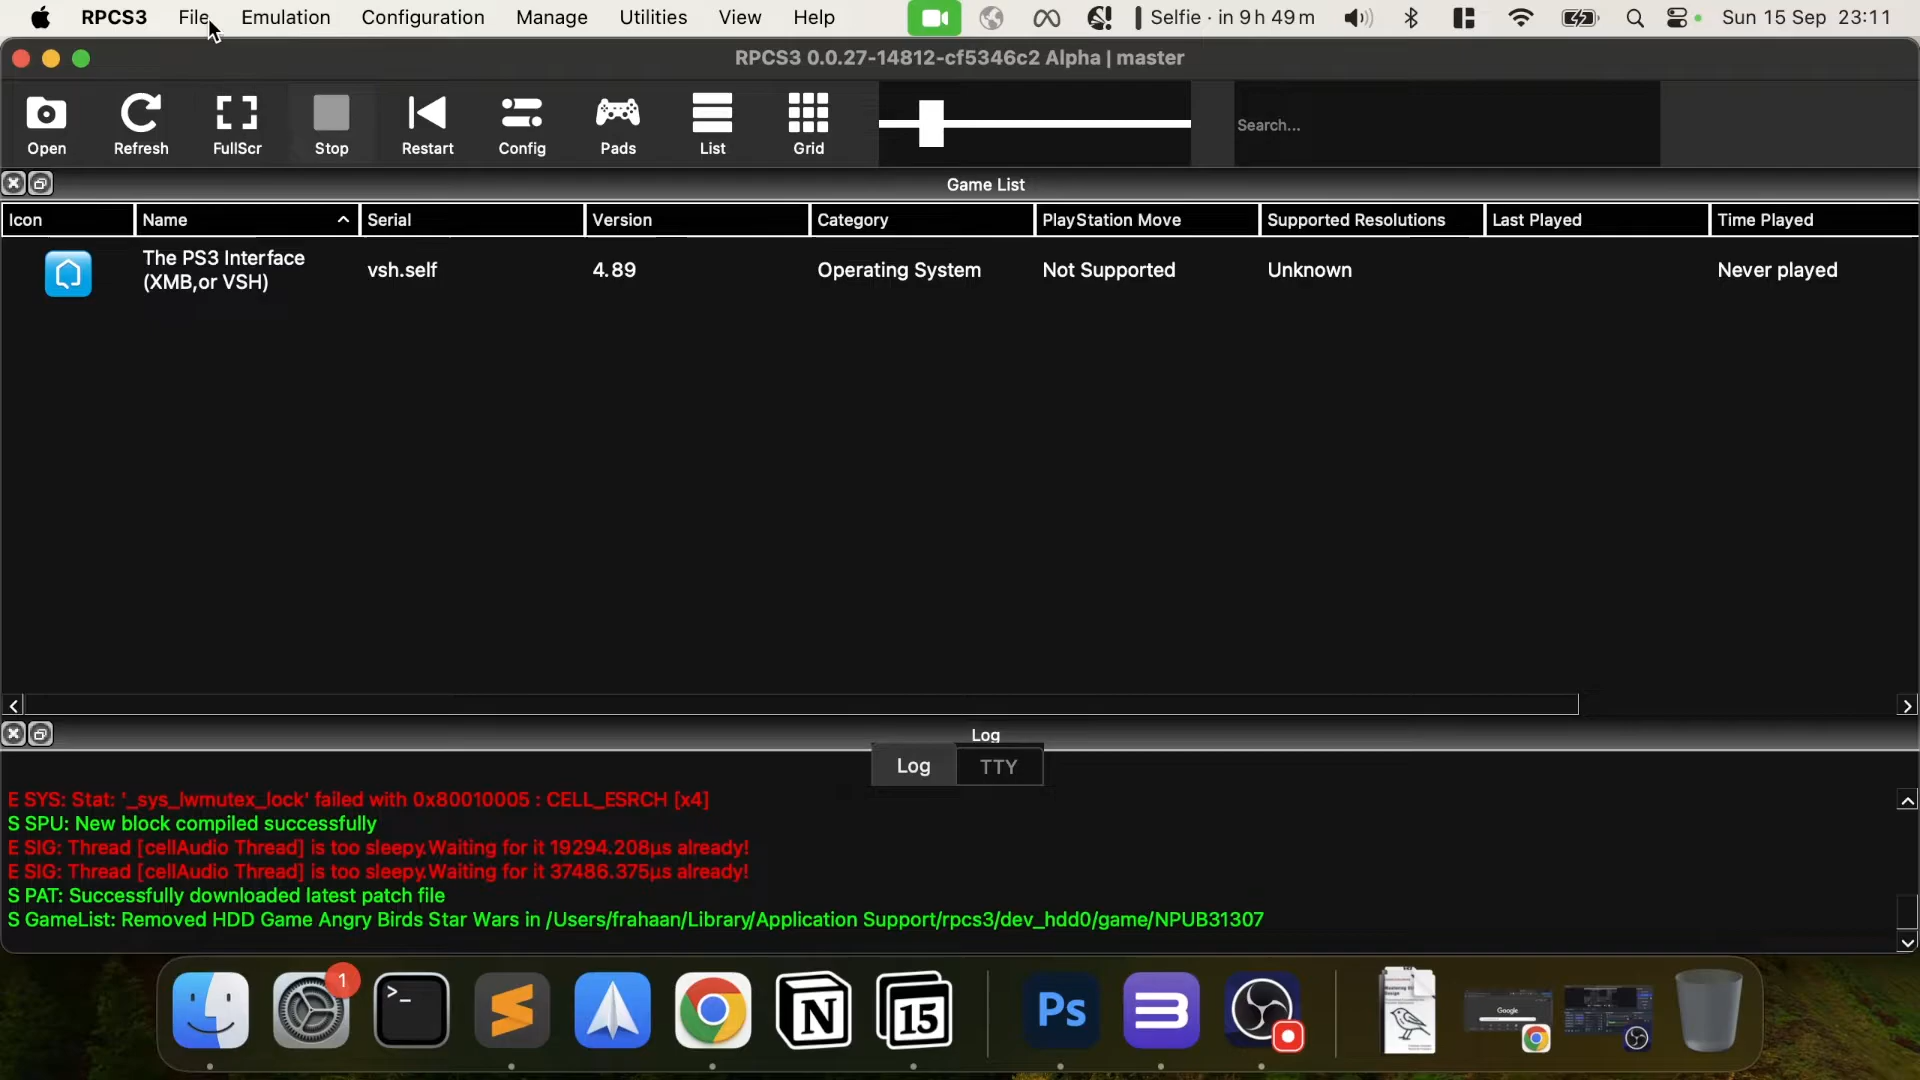 RPCS3 File Emulation Configuration Manage Utilities View Help Selfie · in 9 h 49 m Sun 15 Sep 23:11
RPCS3 0.0.27-14812-cf5346c2 Alpha | master
Open Refresh FullScr Stop Restart Config Pads List Grid Search...
Game List
Icon Name Serial Version Category PlayStation Move Supported Resolutions Last Played Time Played
The PS3 Interface
(XMB,or VSH) vsh.self 4.89 Operating System Not Supported Unknown Never played
Log
Log TTY
E SYS: Stat: '_sys_lwmutex_lock' failed with 0x80010005 : CELL_ESRCH [x4]
S SPU: New block compiled successfully
E SIG: Thread [cellAudio Thread] is too sleepy.Waiting for it 19294.208µs already!
E SIG: Thread [cellAudio Thread] is too sleepy.Waiting for it 37486.375µs already!
S PAT: Successfully downloaded latest patch file
S GameList: Removed HDD Game Angry Birds Star Wars in /Users/frahaan/Library/Application Support/rpcs3/dev_hdd0/game/NPUB31307
1
>_ N 15 Ps Google